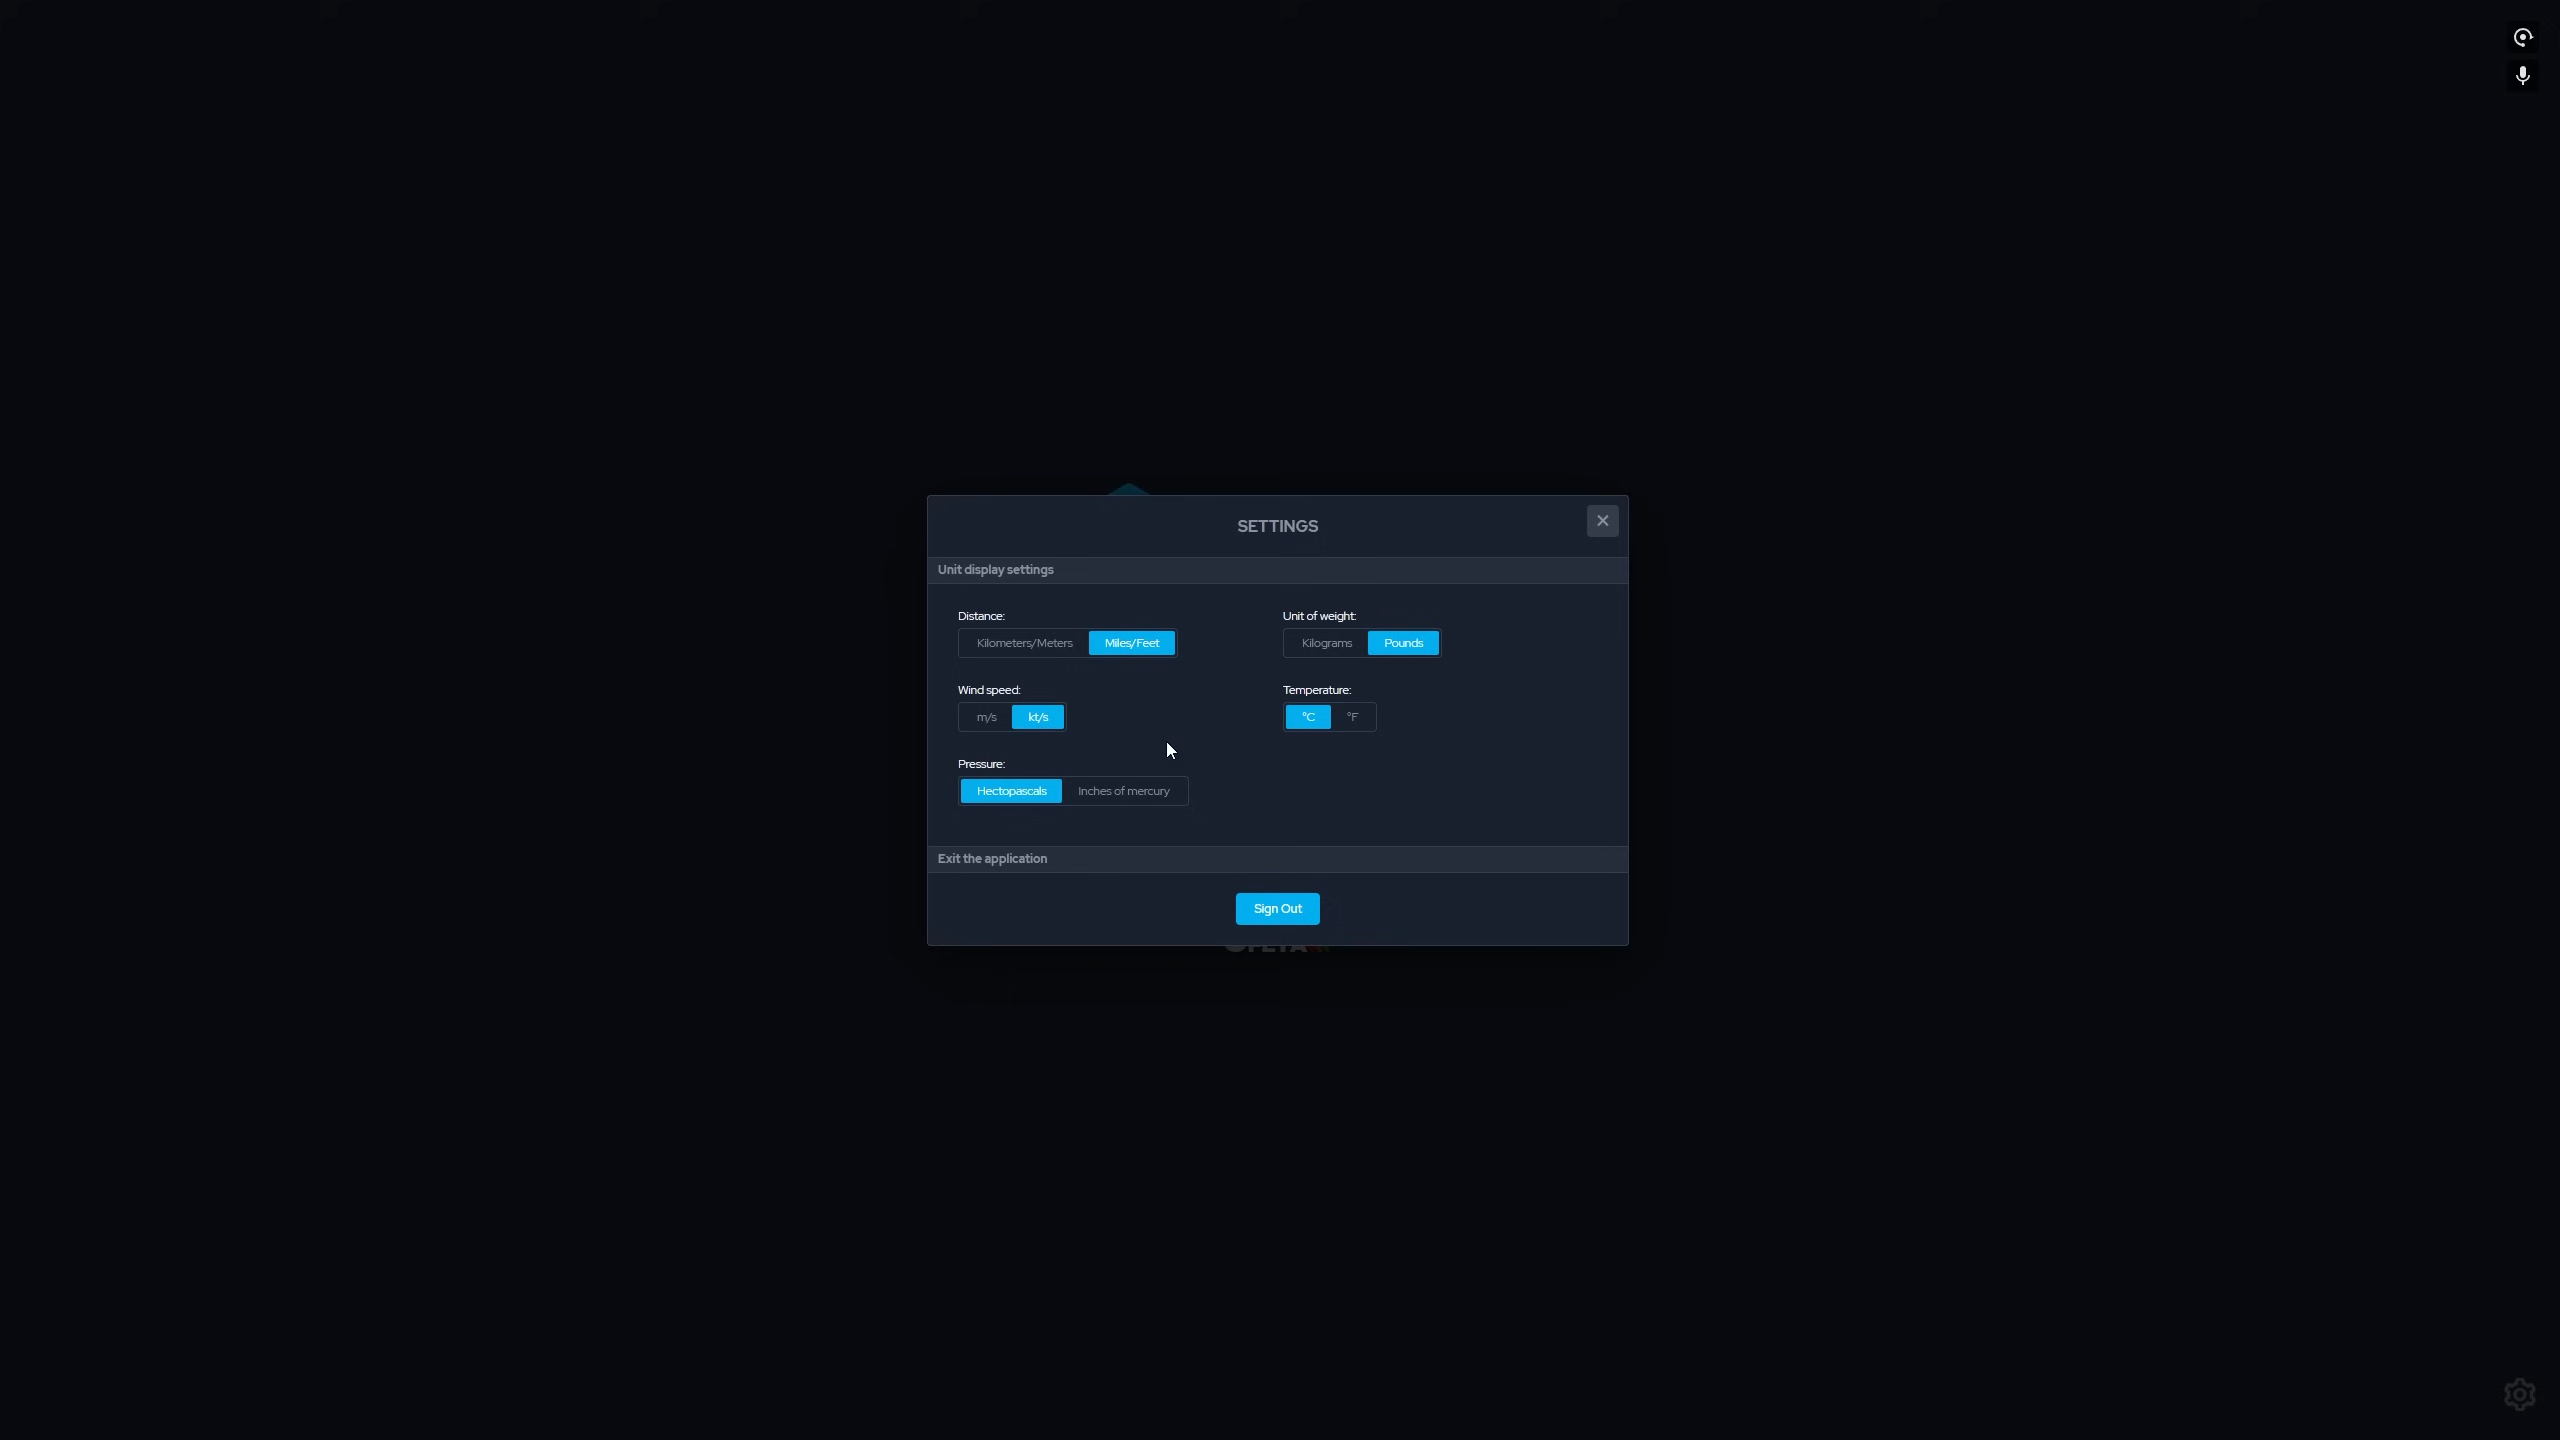 SETTINGS
Unit display settings
Distance:
Kilometers/Meters Miles/Feet
Unit of weight:
Kilograms Pounds
Wind speed:
m/s kt/s
Temperature:
°C °F
Pressure:
Hectopascals Inches of mercury
Exit the application
Sign Out